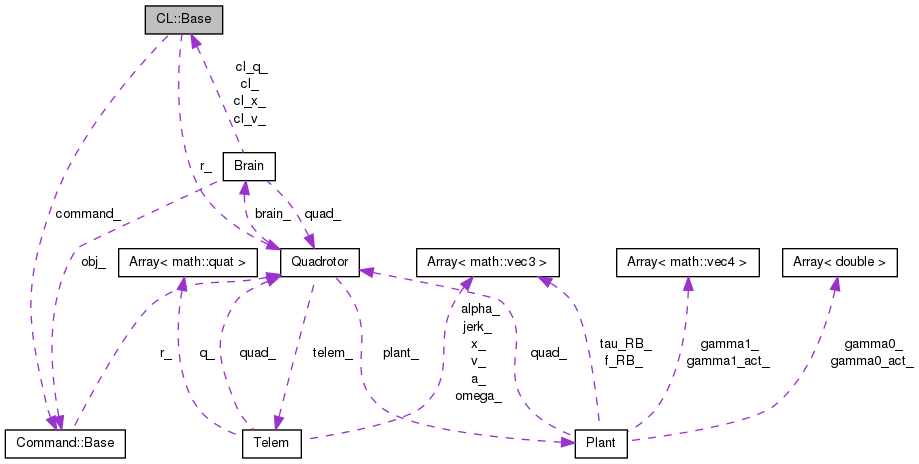 CL::Base
cl_q_
cl_
cl_x_
cl_v_
r_
Brain
command_
brain_
quad_
obj_
Array< math::quat >
Quadrotor
Array< math::vec3 >
Array< math::vec4 >
Array< double >
alpha_
jerk_
x_
v_
a_
omega_
r_
q_
quad_
telem_
plant_
quad_
tau_RB_
f_RB_
gamma1_
gamma1_act_
gamma0_
gamma0_act_
Command::Base
Telem
Plant